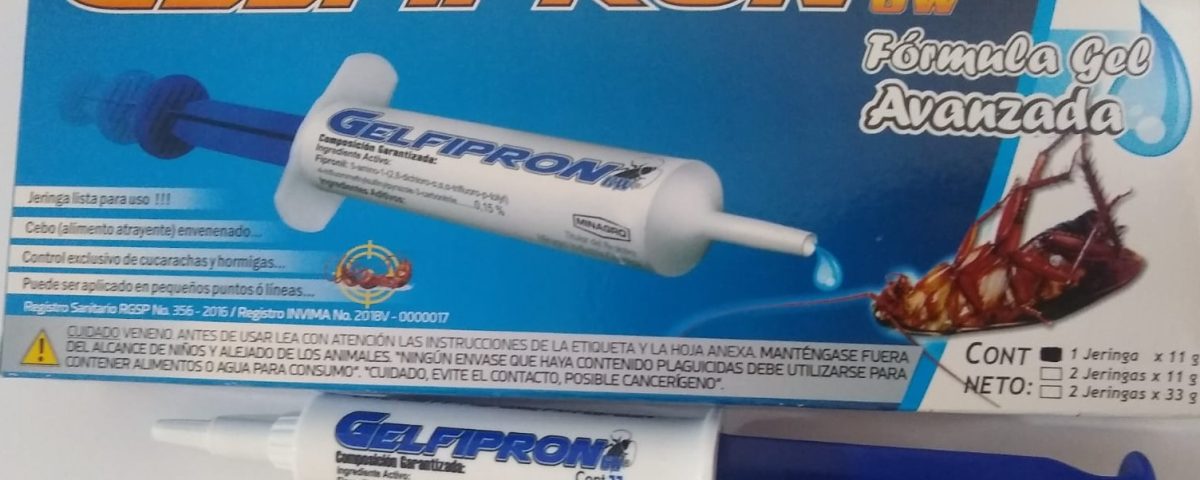 GELFIPRON
BW
Fórmula Gel
Avanzada
GELFIPRON
Composición Garantizada:
Ingrediente Activo:
Ingredientes Aditivos:
0,15 %
MINAGRO
Jeringa lista para uso !!!
Cebo (alimento atrayente) envenenado...
Control exclusivo de cucarachas y hormigas...
Puede ser aplicado en pequeños puntos ó líneas...
Registro Sanitario RGSP No. 356 - 2016 / Registro INVIMA No. 2018V - 0000017
CUIDADO VENENO. ANTES DE USAR LEA CON ATENCIÓN LAS INSTRUCCIONES DE LA ETIQUETA Y LA HOJA ANEXA. MANTÉNGASE FUERA
DEL ALCANCE DE NIÑOS Y ALEJADO DE LOS ANIMALES. "NINGÚN ENVASE QUE HAYA CONTENIDO PLAGUICIDAS DEBE UTILIZARSE PARA
CONTENER ALIMENTOS O AGUA PARA CONSUMO". "CUIDADO, EVITE EL CONTACTO, POSIBLE CANCERÍGENO".
CONT 1 Jeringa x 11 g
2 Jeringas x 11 g
NETO: 2 Jeringas x 33 g
GELFIPRON
Composición Garantizada:
Ingrediente Activo:
Cont